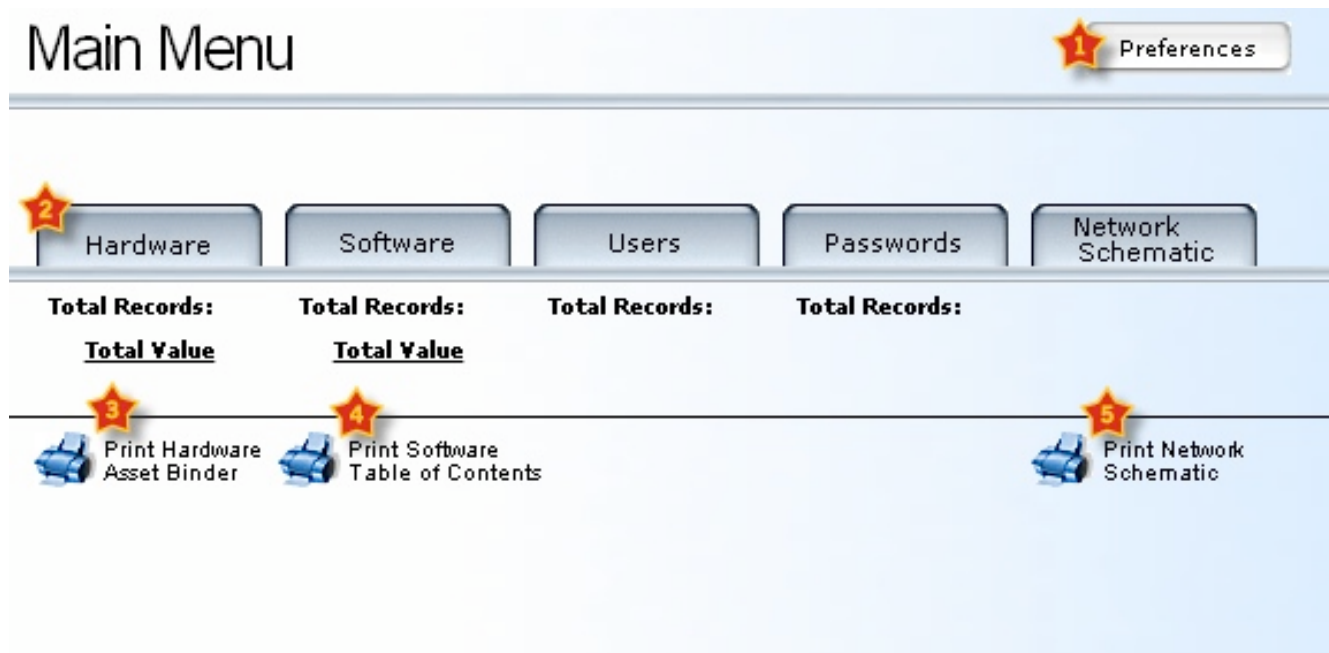 Main Menu
1 Preferences
2
Hardware Software Users Passwords Network
Schematic
Total Records: Total Records: Total Records: Total Records:
Total Value Total Value
3 4 5
Print Hardware Print Software Print Network
Asset Binder Table of Contents Schematic